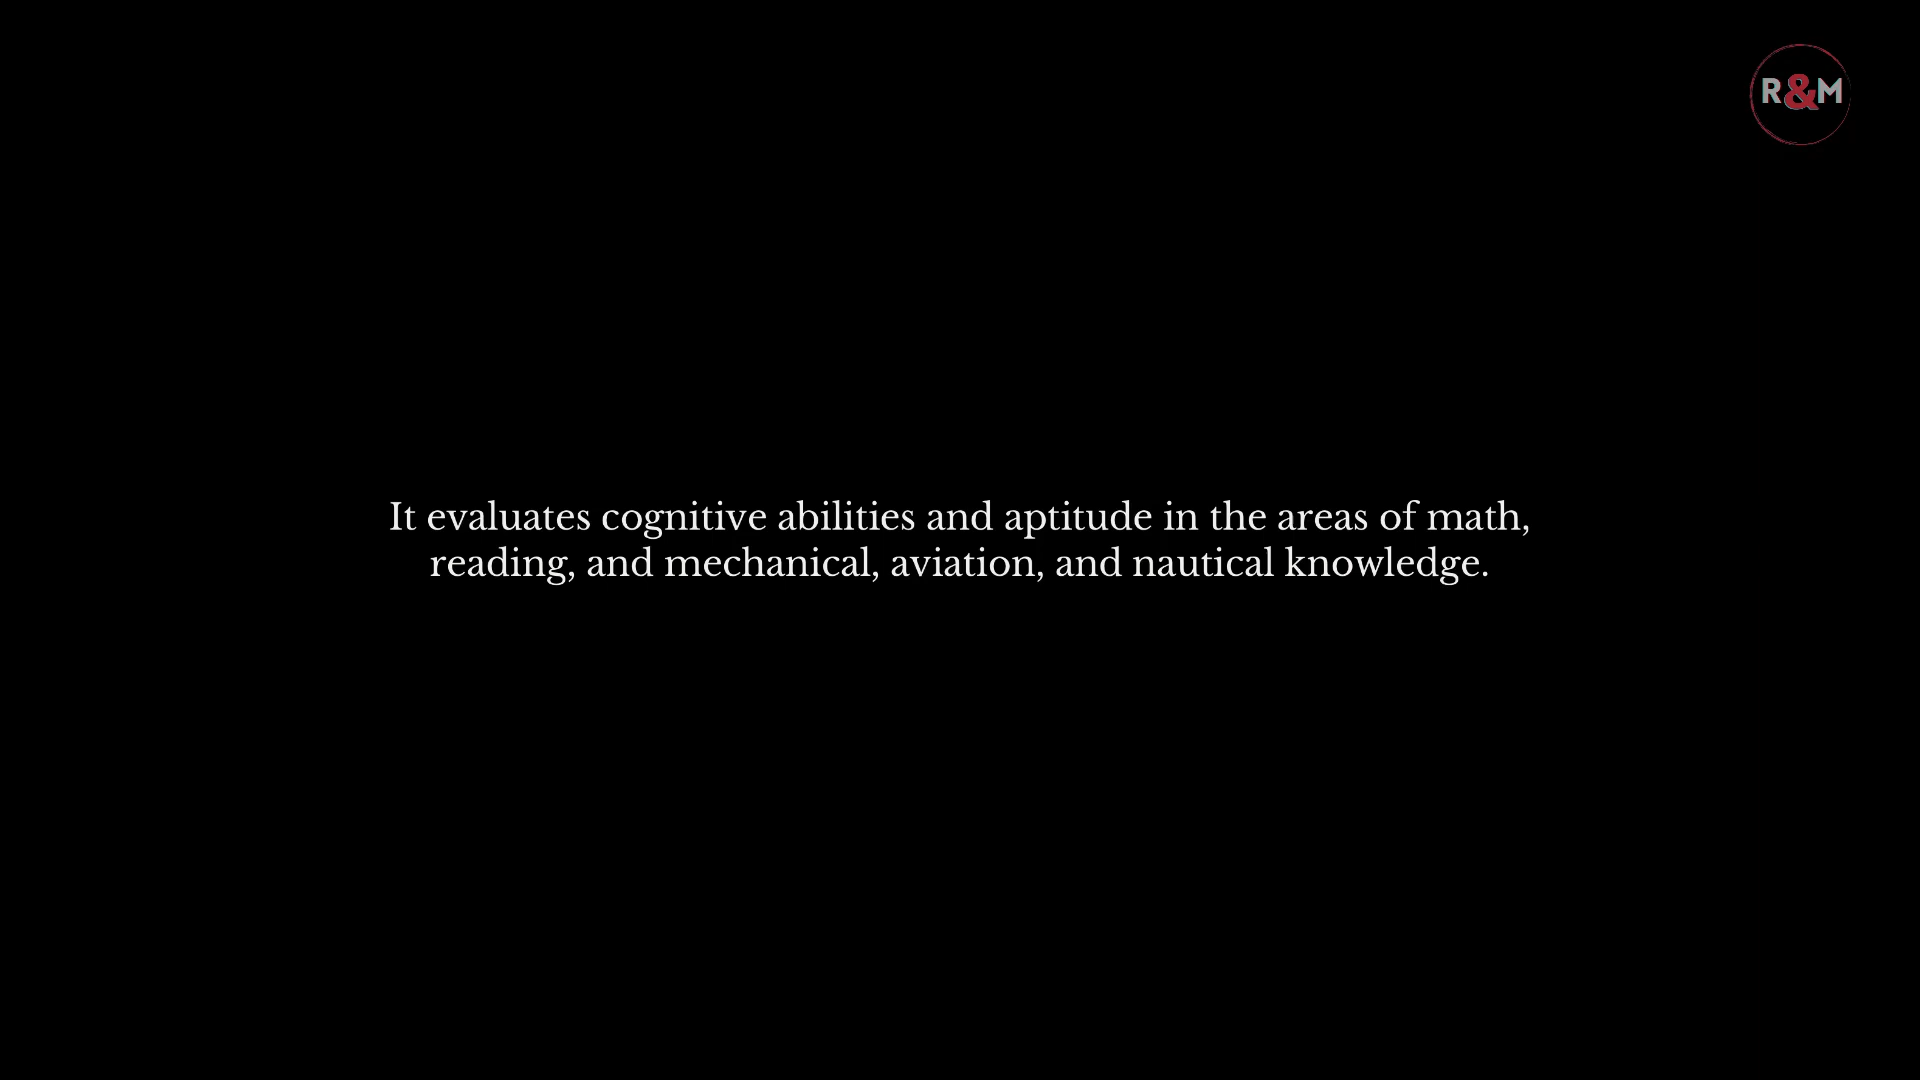 R&M
It evaluates cognitive abilities and aptitude in the areas of math,
reading, and mechanical, aviation, and nautical knowledge.